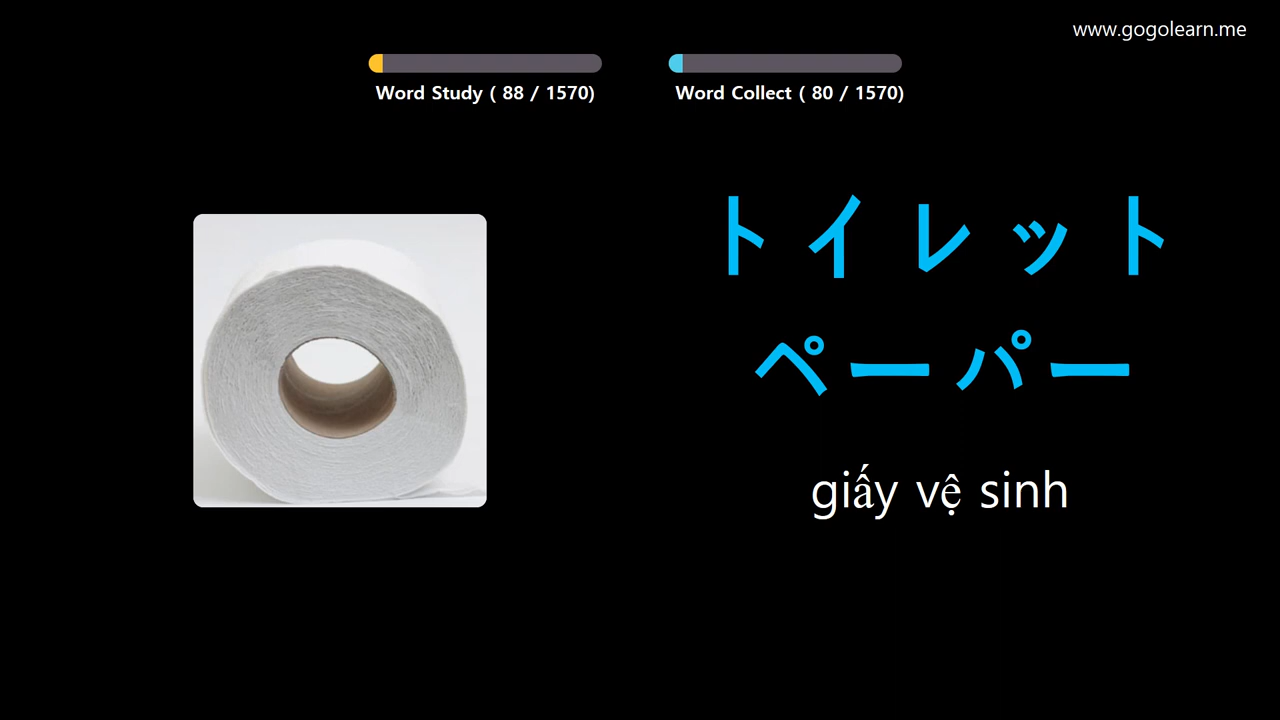 www.gogolearn.me
Word Study ( 88 / 1570)
Word Collect ( 80 / 1570)
トイレット
ペーパー
giấy vệ sinh